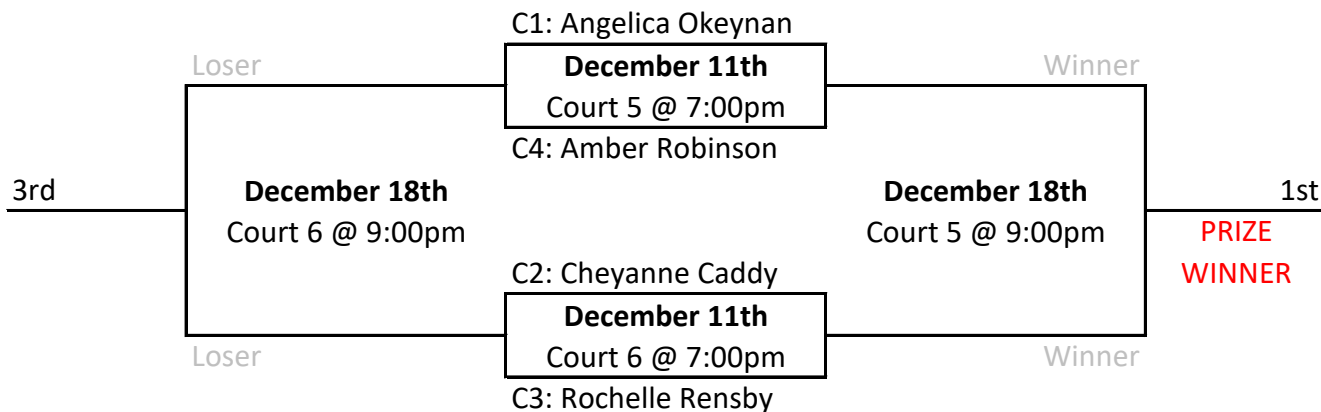 C1: Angelica Okeynan
Loser
December 11th
Winner
Court 5 @ 7:00pm
C4: Amber Robinson
3rd
December 18th
December 18th
1st
Court 6 @ 9:00pm
Court 5 @ 9:00pm
PRIZE
WINNER
C2: Cheyanne Caddy
December 11th
Loser
Court 6 @ 7:00pm
Winner
C3: Rochelle Rensby